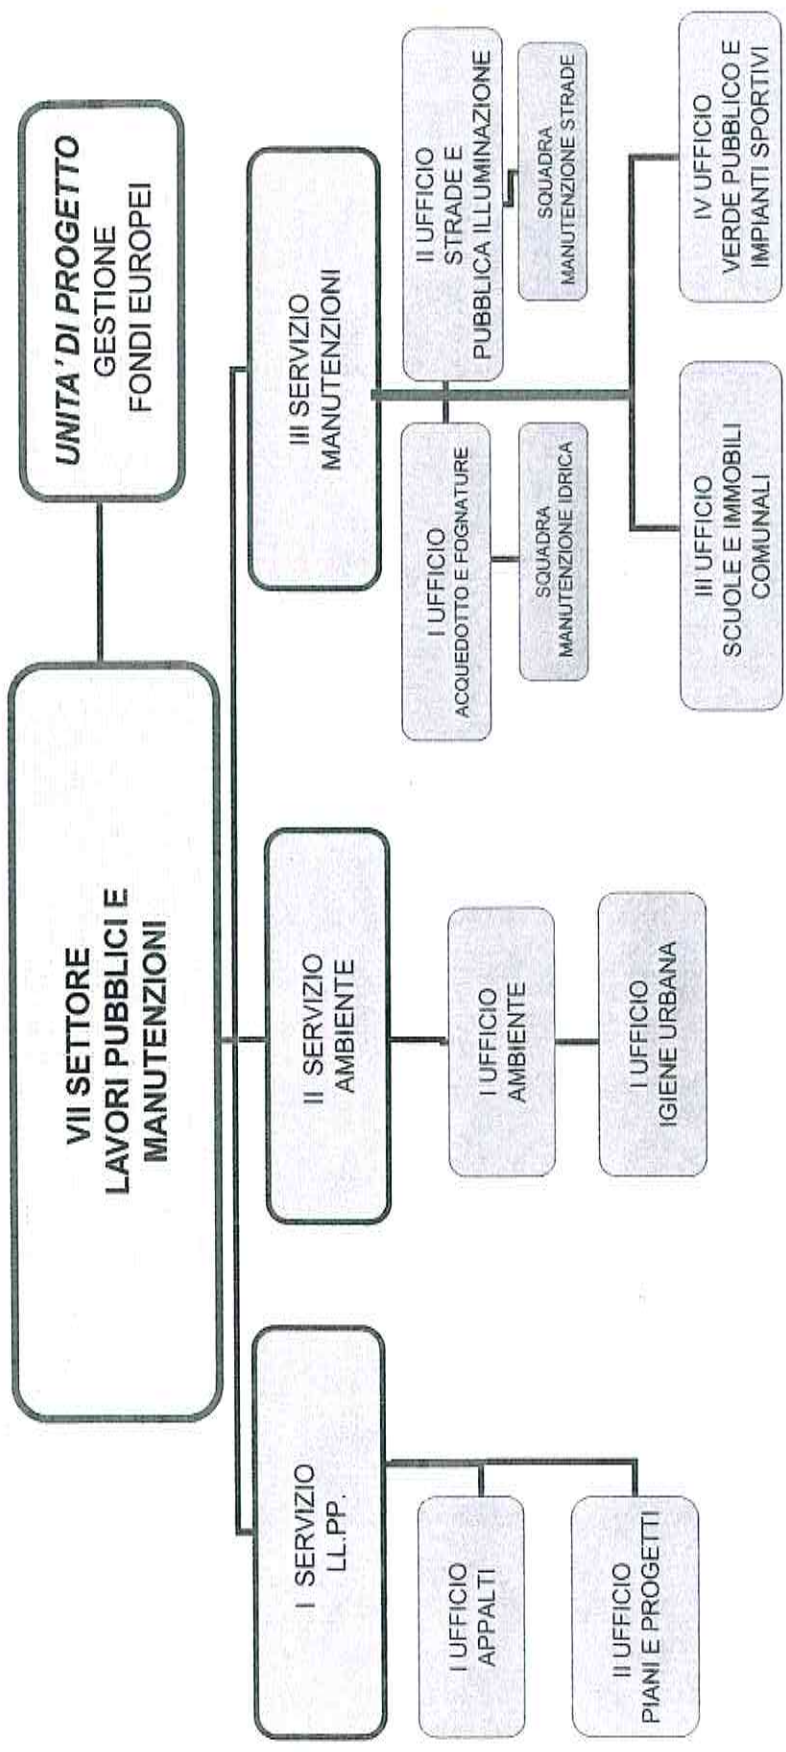 VII SETTORE
LAVORI PUBBLICI E
MANUTENZIONI
UNITA' DI PROGETTO
GESTIONE
FONDI EUROPEI
I SERVIZIO
LL.PP.
I UFFICIO
APPALTI
II UFFICIO
PIANI E PROGETTI
II SERVIZIO
AMBIENTE
I UFFICIO
AMBIENTE
I UFFICIO
IGIENE URBANA
III SERVIZIO
MANUTENZIONI
I UFFICIO
ACQUEDOTTO E FOGNATURE
SQUADRA
MANUTENZIONE IDRICA
II UFFICIO
STRADE E
PUBBLICA ILLUMINAZIONE
SQUADRA
MANUTENZIONE STRADE
III UFFICIO
SCUOLE E IMMOBILI
COMUNALI
IV UFFICIO
VERDE PUBBLICO E
IMPIANTI SPORTIVI